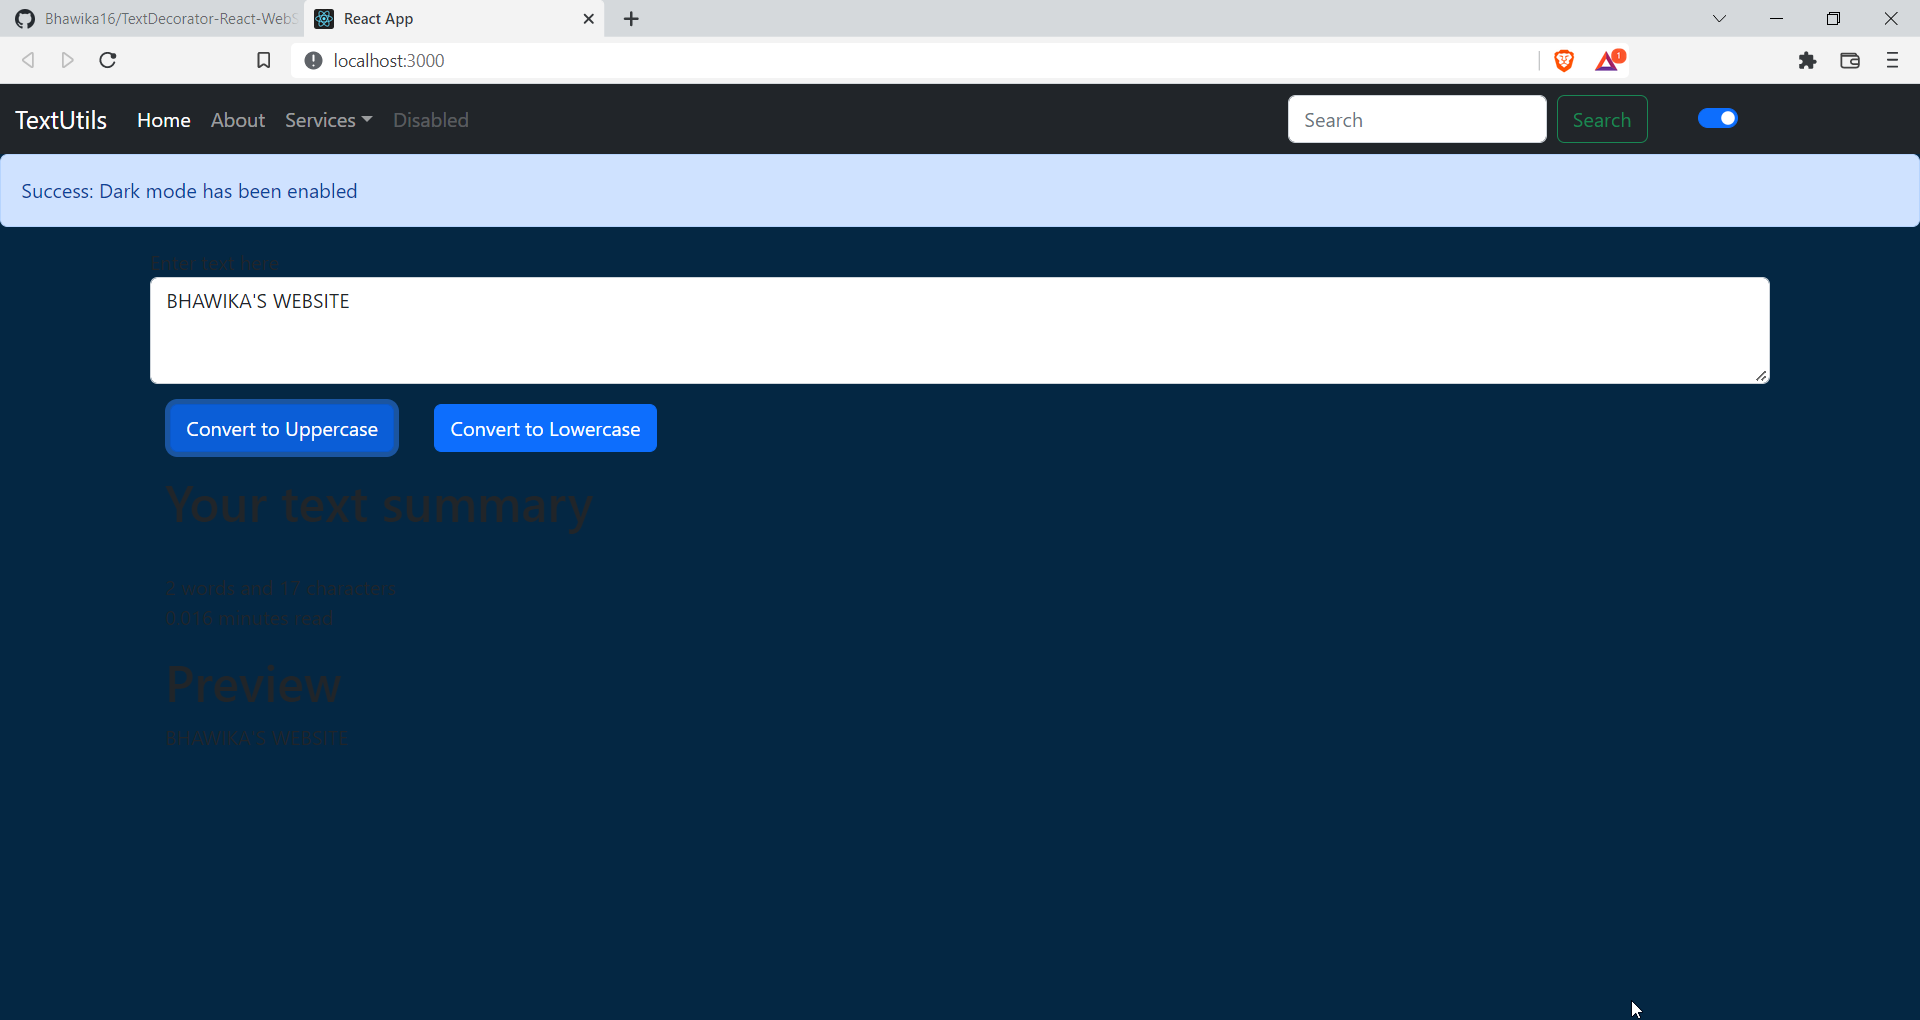 Bhawika16/TextDecorator-React-WebS
React App
localhost:3000
1
TextUtils Home About Services Disabled
Search
Search
Success: Dark mode has been enabled
Enter text here
BHAWIKA'S WEBSITE
Convert to Uppercase
Convert to Lowercase
Your text summary
2 words and 17 characters
0.016 minutes read
Preview
BHAWIKA'S WEBSITE